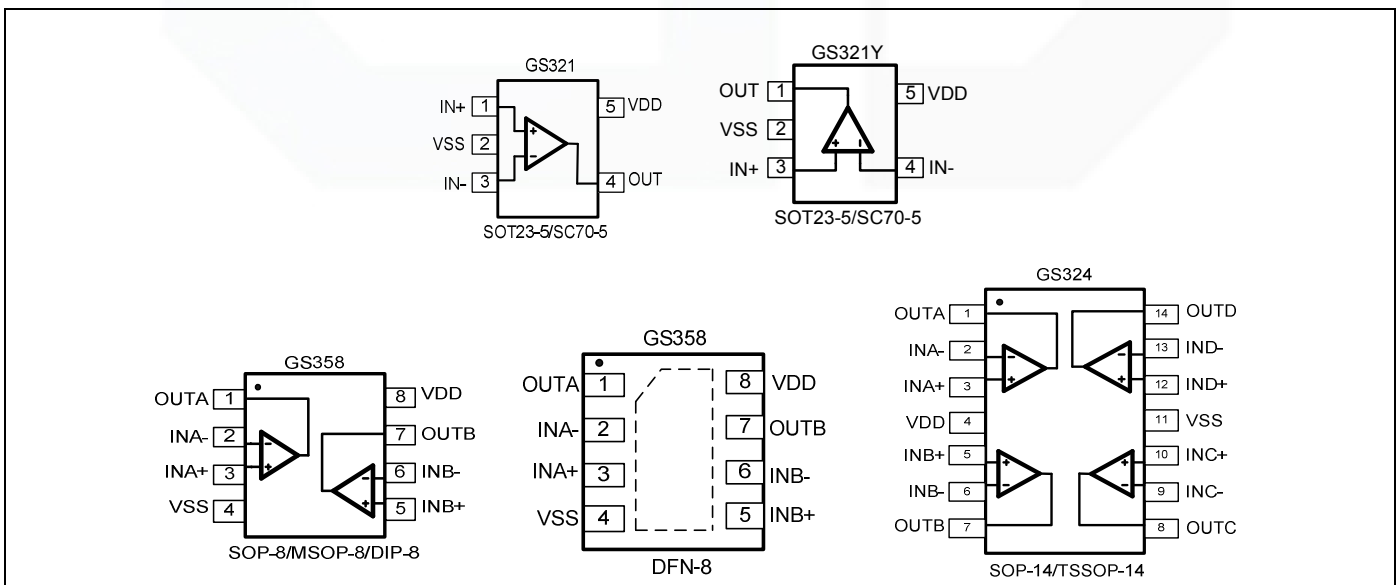 GS321
IN+ 1
5 VDD
VSS 2
IN- 3
4 OUT
+
-
SOT23-5/SC70-5
GS321Y
OUT 1
5 VDD
VSS 2
IN+ 3
4 IN-
+ -
SOT23-5/SC70-5
GS358
OUTA 1
8 VDD
INA- 2
7 OUTB
INA+ 3
6 INB-
VSS 4
5 INB+
-
+
-
+
SOP-8/MSOP-8/DIP-8
GS358
OUTA 1
8 VDD
INA- 2
7 OUTB
INA+ 3
6 INB-
VSS 4
5 INB+
DFN-8
GS324
OUTA 1
14 OUTD
INA- 2
13 IND-
INA+ 3
12 IND+
VDD 4
11 VSS
INB+ 5
10 INC+
INB- 6
9 INC-
OUTB 7
8 OUTC
-
+
-
+
+
-
+
-
SOP-14/TSSOP-14